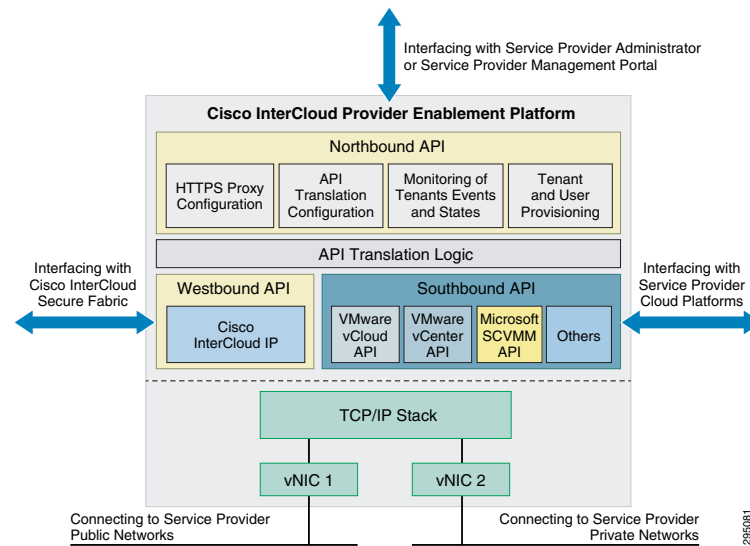 Interfacing with Service Provider Administrator
or Service Provider Management Portal
Cisco InterCloud Provider Enablement Platform
Northbound API
HTTPS Proxy
Configuration
API
Translation
Configuration
Monitoring of
Tenants Events
and States
Tenant
and User
Provisioning
API Translation Logic
Interfacing with
Cisco InterCloud
Secure Fabric
Westbound API
Cisco
InterCloud IP
Southbound API
VMware
vCloud
API
VMware
vCenter
API
Microsoft
SCVMM
API
Others
Interfacing with
Service Provider
Cloud Platforms
TCP/IP Stack
vNIC 1
vNIC 2
Connecting to Service Provider
Public Networks
Connecting to Service Provider
Private Networks
295081